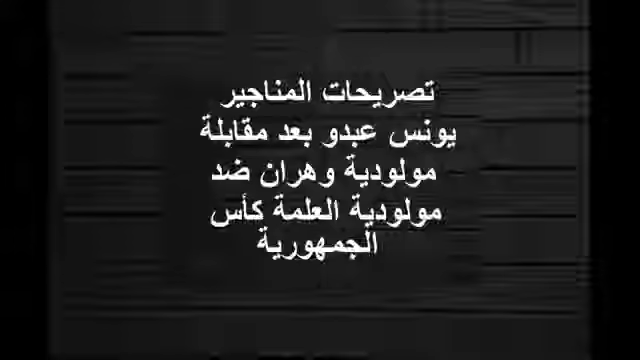 تصريحات المناجير
يونس عبدو بعد مقابلة
مولودية وهران ضد
مولودية العلمة كأس
الجمهورية